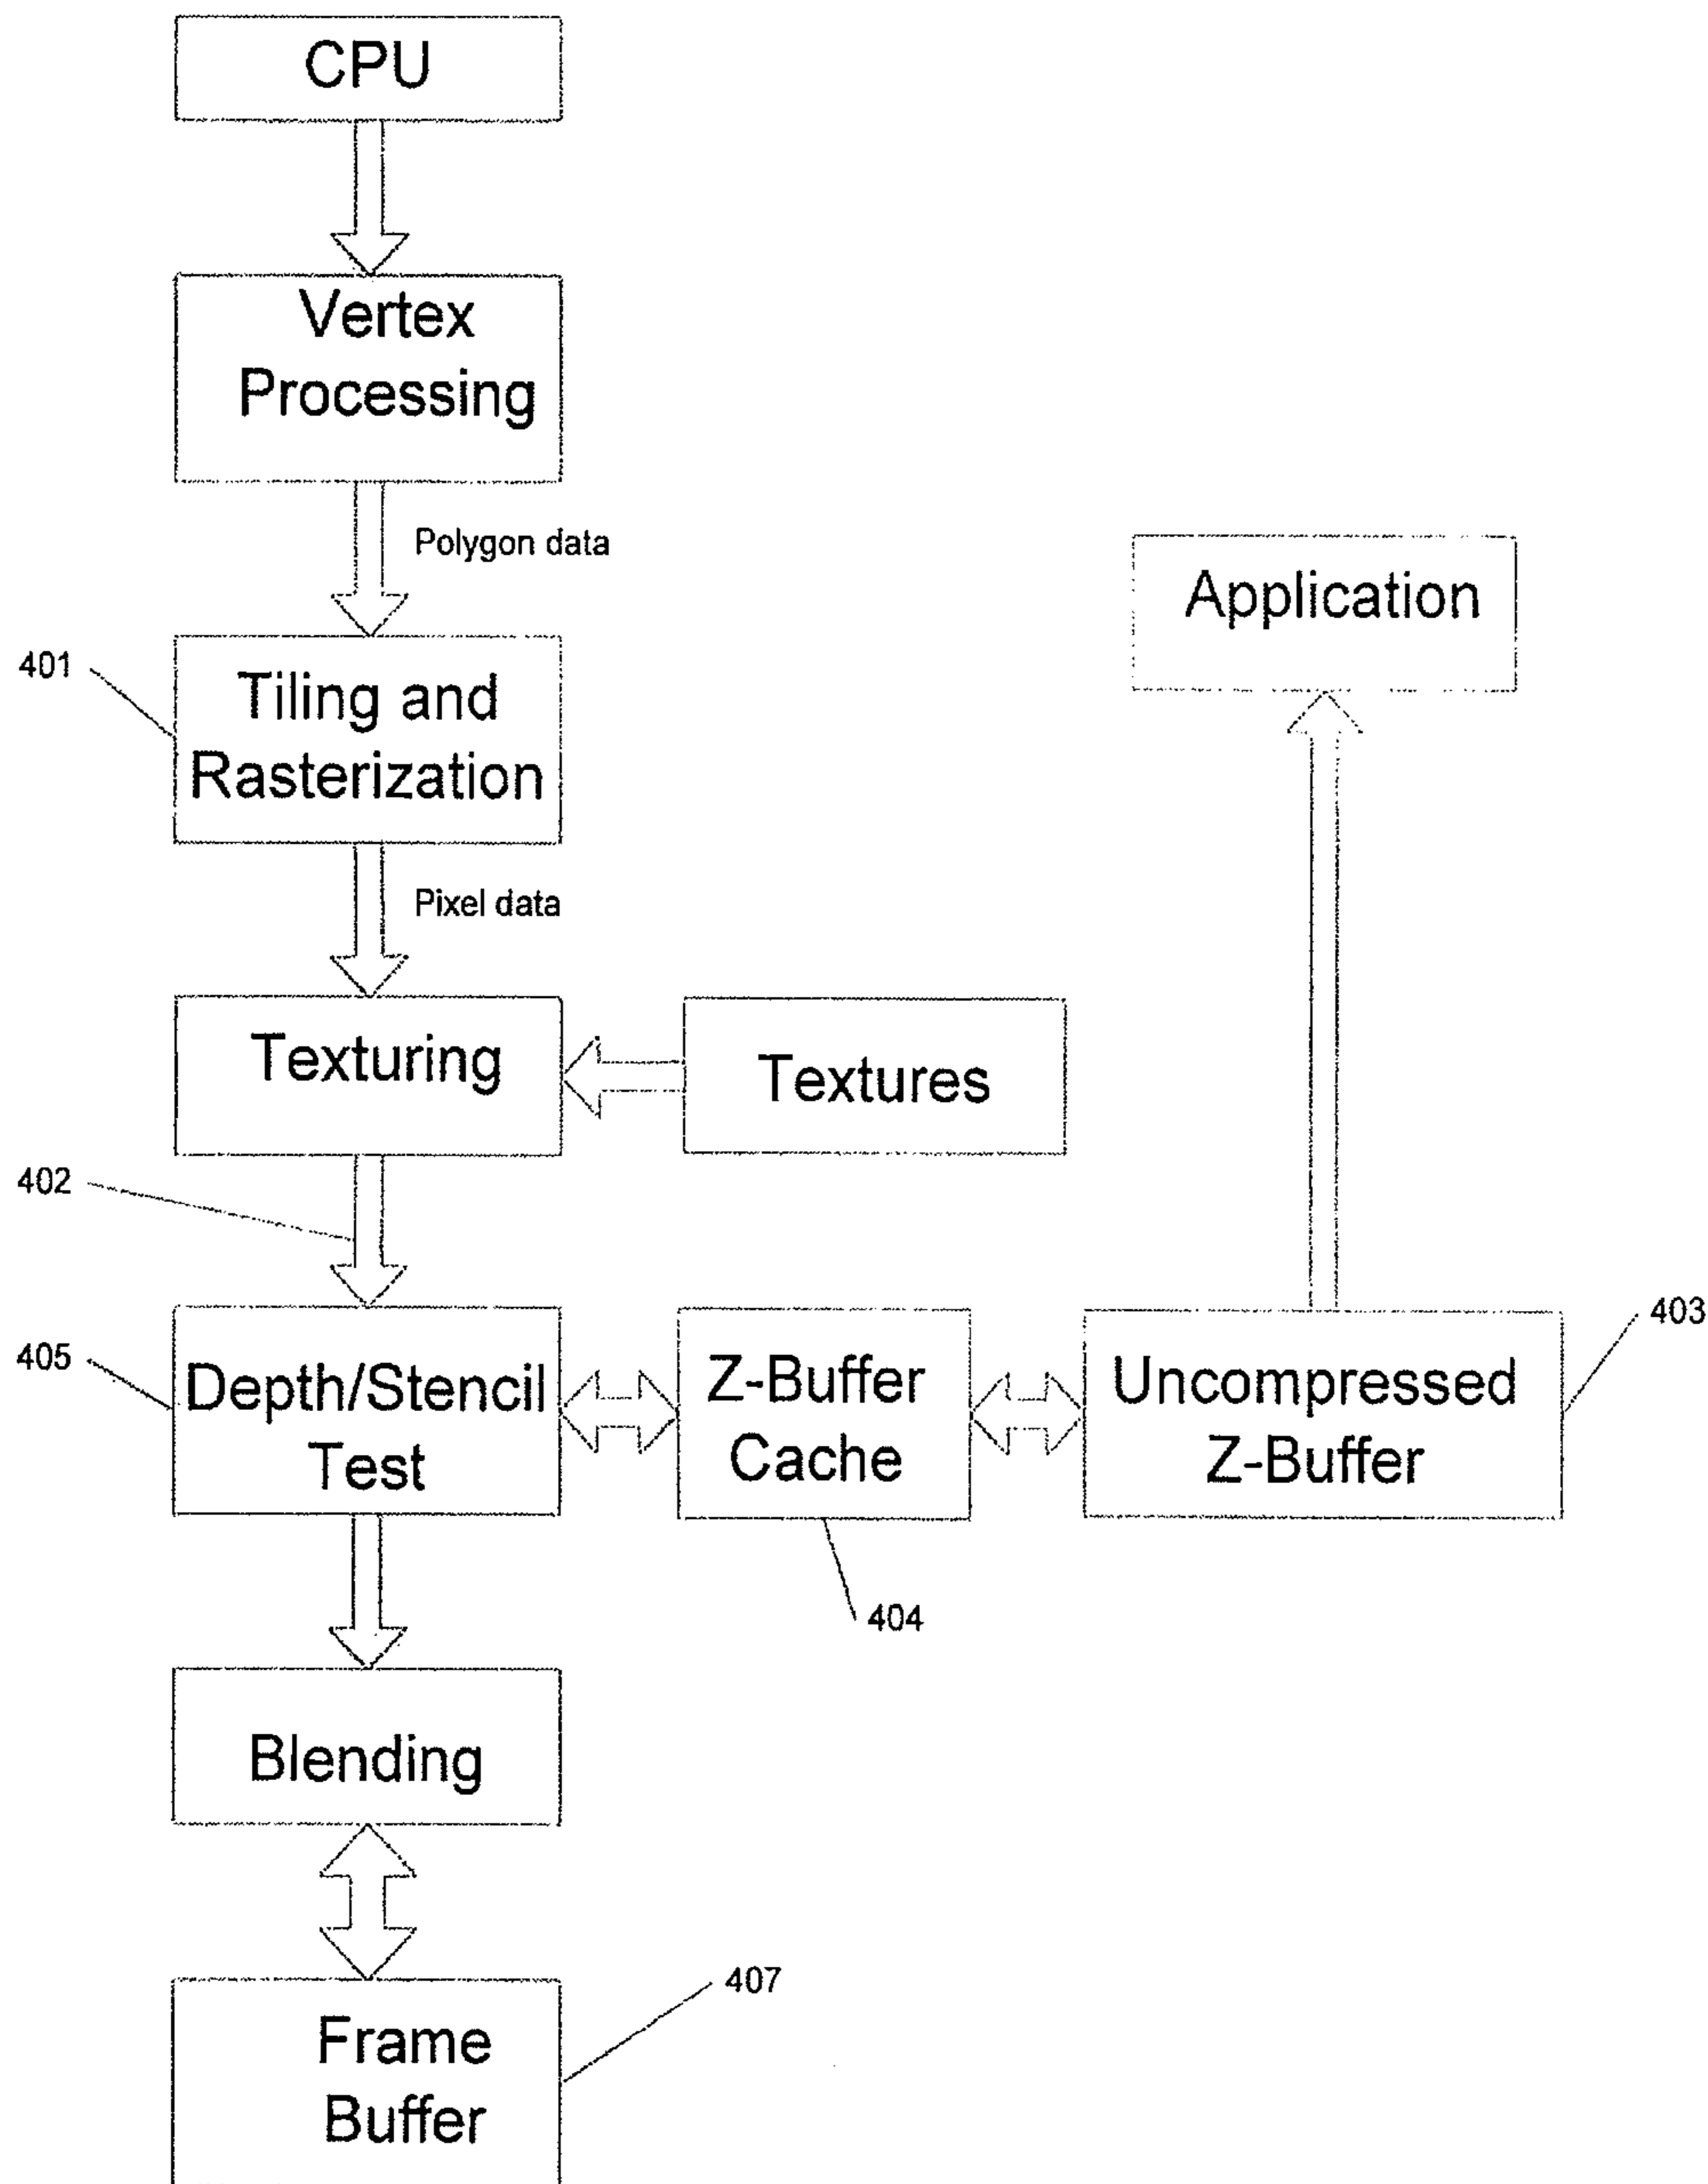 CPU
Vertex
Processing
Polygon data
Application
401
Tiling and
Rasterization
Pixel data
Texturing
Textures
402
403
405
Depth/Stencil
Test
Z-Buffer
Cache
Uncompressed
Z-Buffer
404
Blending
407
Frame
Buffer